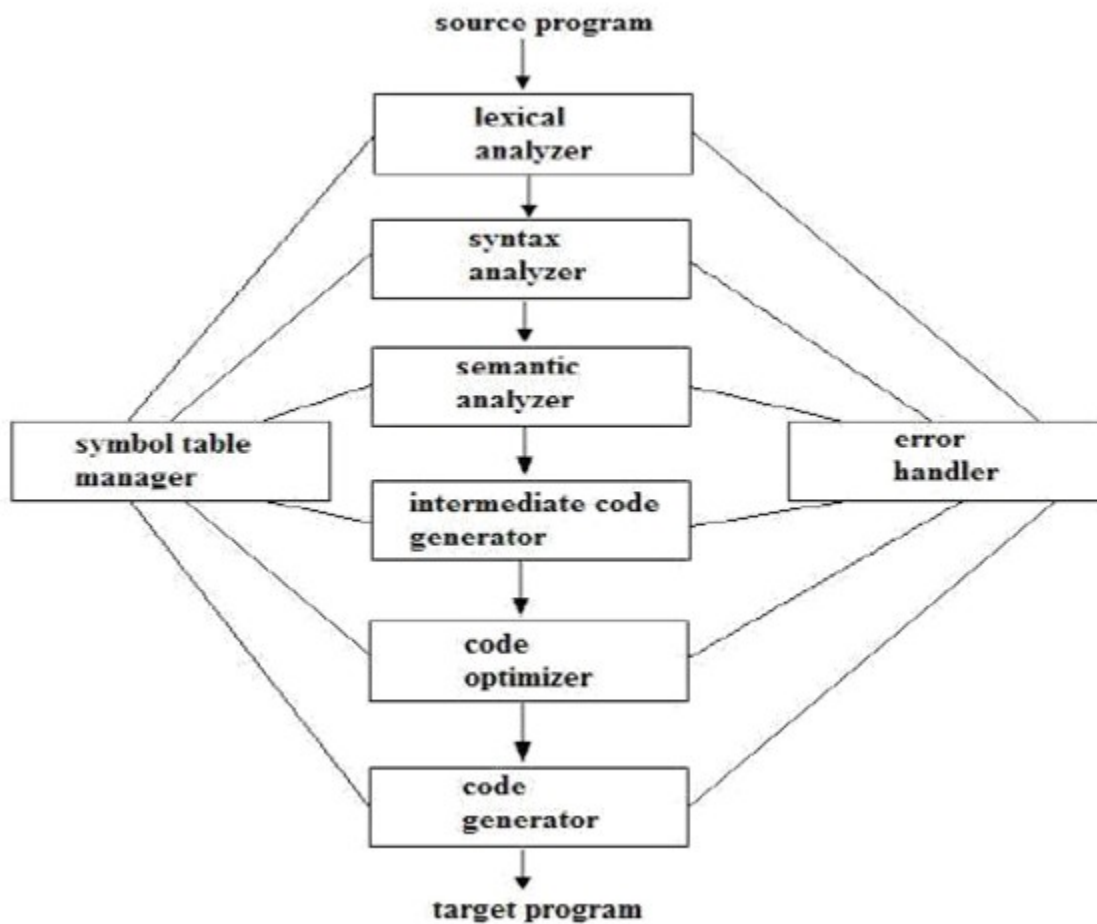 source program
lexical
analyzer
syntax
analyzer
semantic
analyzer
symbol table
manager
error
handler
intermediate code
generator
code
optimizer
code
generator
target program